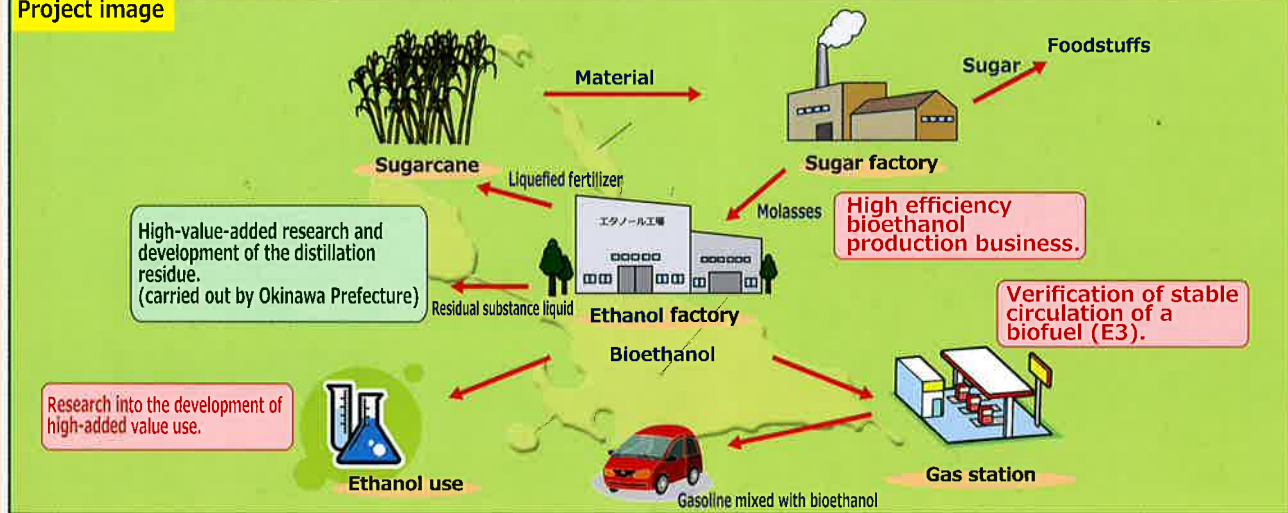 Project image
Material
Sugar
Foodstuffs
Sugarcane
Sugar factory
Liquefied fertilizer
Molasses
エタノール工場
High efficiency
bioethanol
production business.
High-value-added research and
development of the distillation
residue.
(carried out by Okinawa Prefecture)
Residual substance liquid
Ethanol factory
Verification of stable
circulation of a
biofuel (E3).
Bioethanol
Research into the development of
high-added value use.
Ethanol use
Gas station
Gasoline mixed with bioethanol